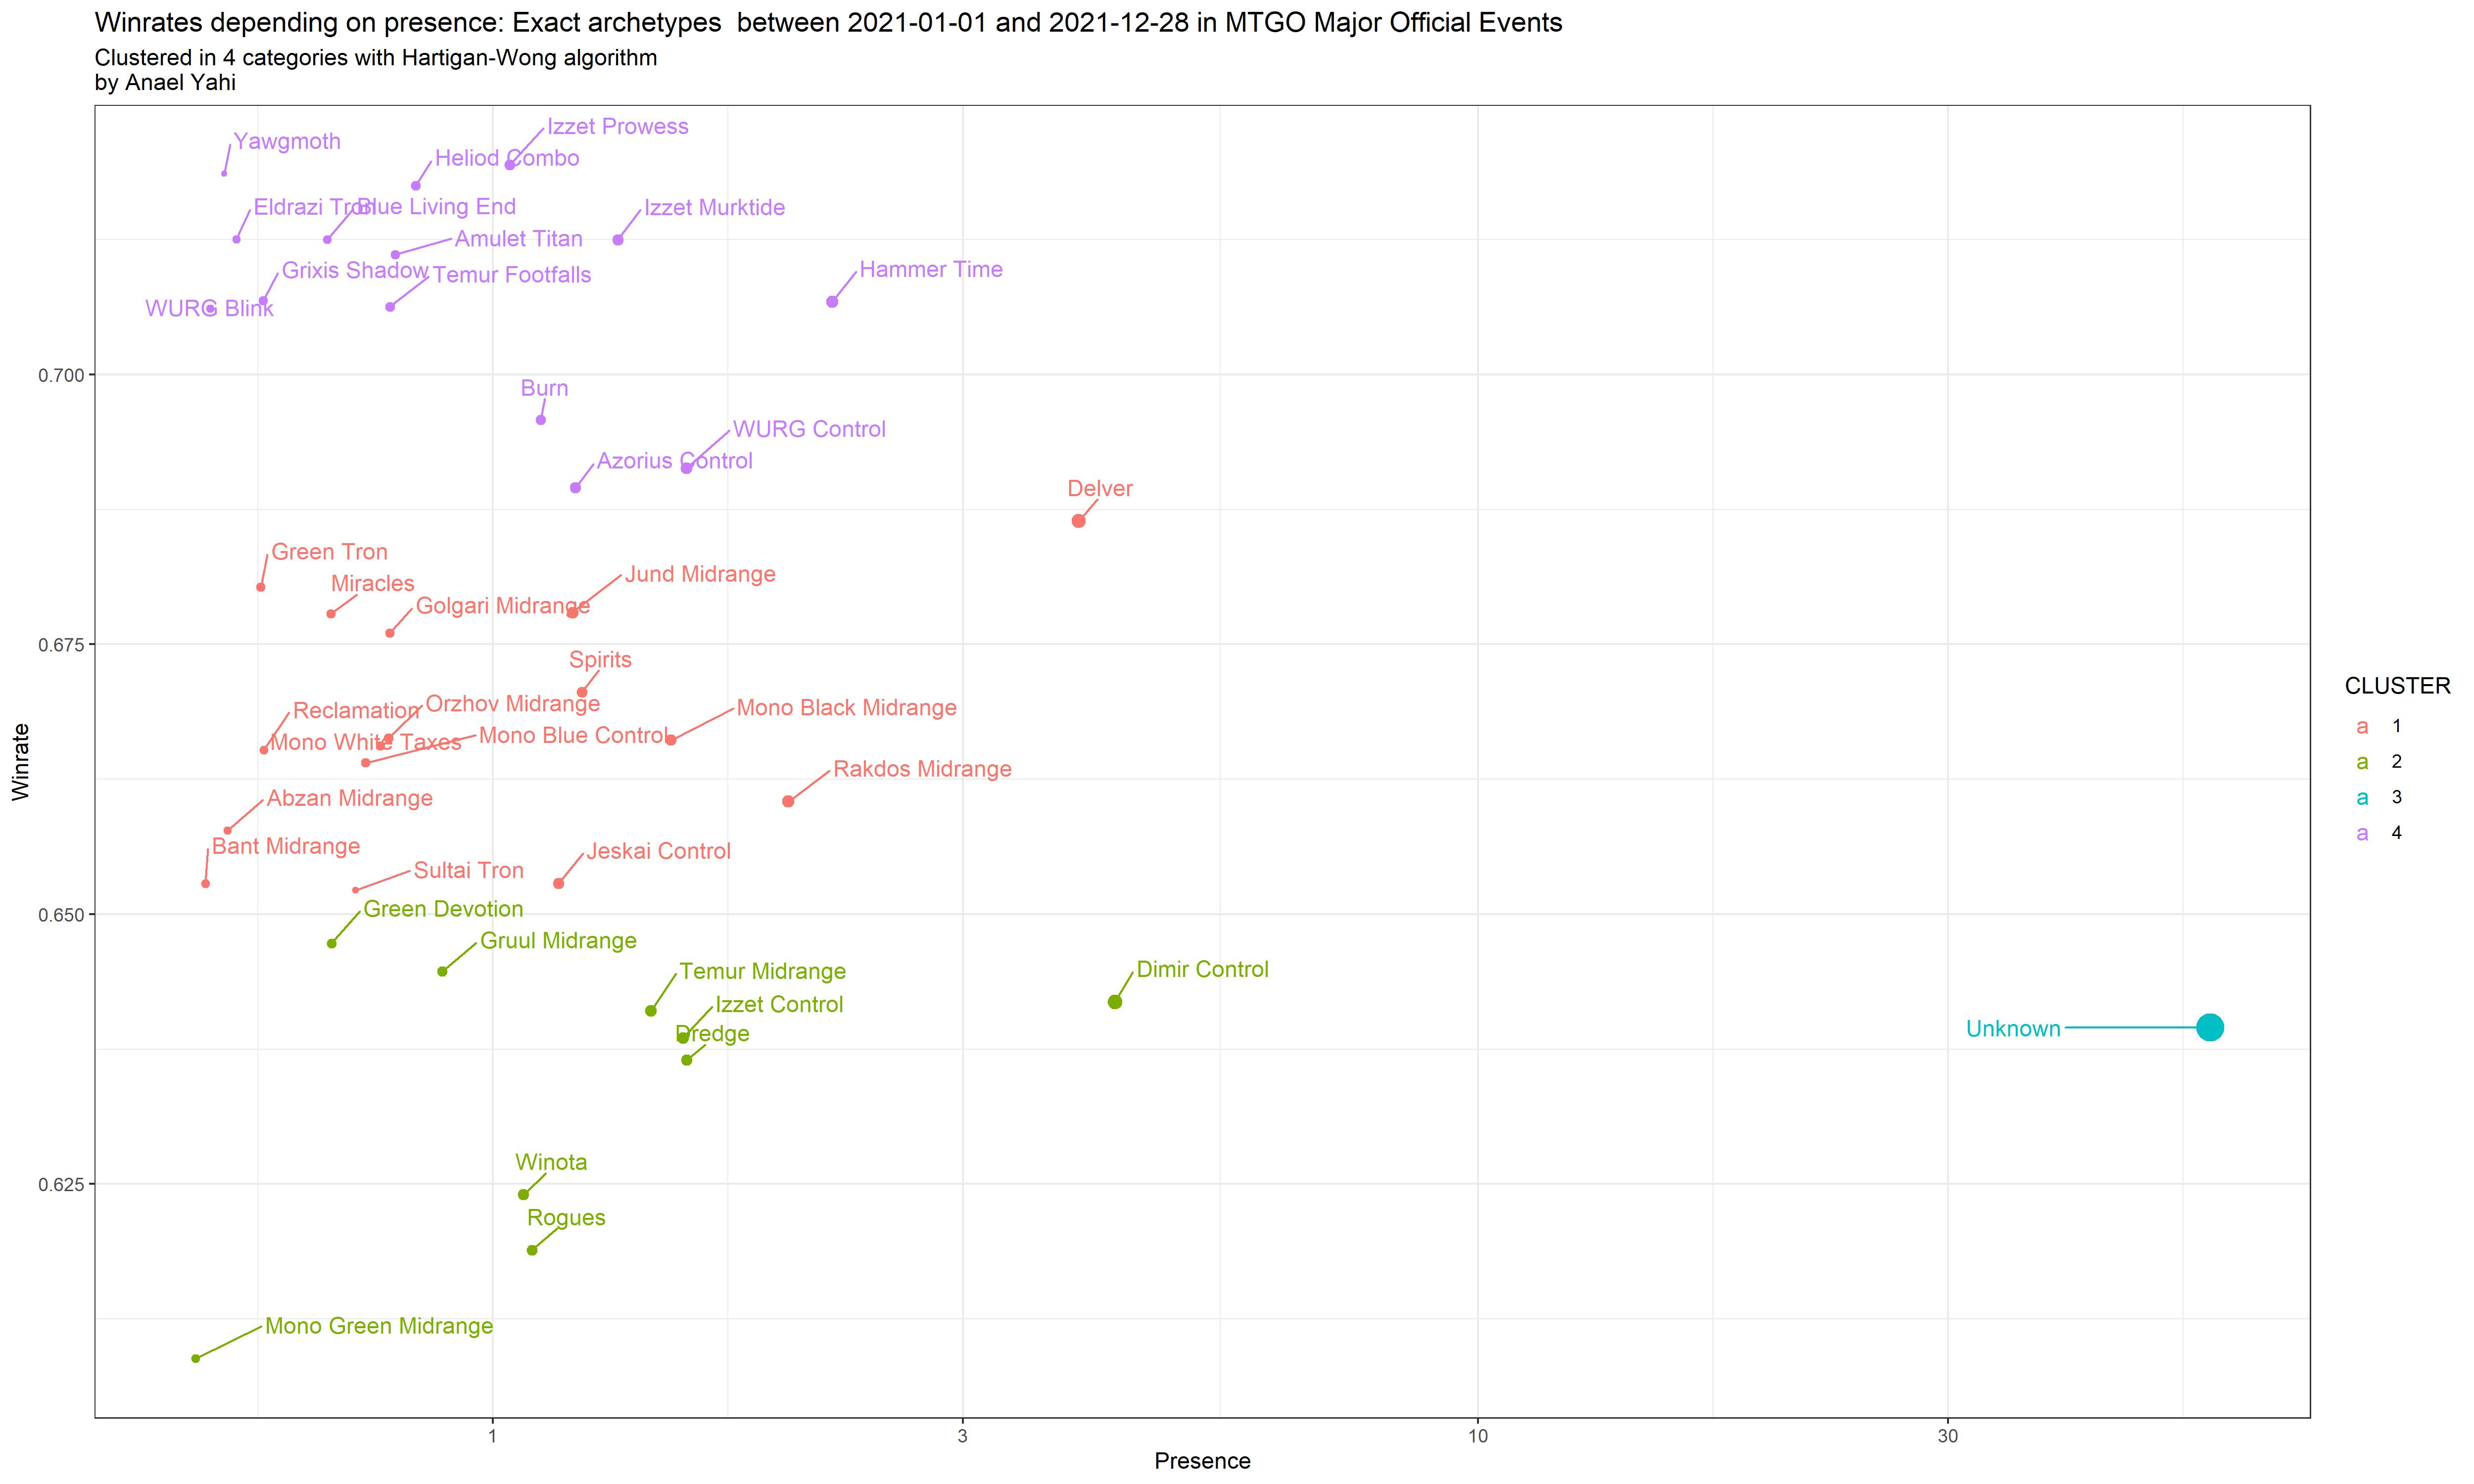 Winrates depending on presence: Exact archetypes  between 2021-01-01 and 2021-12-28 in MTGO Major Official Events
Clustered in 4 categories with Hartigan-Wong algorithm
by Anael Yahi
Izzet Prowess
Yawgmoth
Heliod Combo
Eldrazi Tron
Blue Living End
Izzet Murktide
Amulet Titan
Grixis Shadow
Temur Footfalls
Hammer Time
WURG Blink
0.700
Burn
WURG Control
Azorius Control
Delver
Green Tron
Jund Midrange
Miracles
Golgari Midrange
0.675
Spirits
Orzhov Midrange
Reclamation
Mono Black Midrange
Mono White Taxes
Mono Blue Control
Rakdos Midrange
Abzan Midrange
Bant Midrange
Jeskai Control
Sultai Tron
0.650
Green Devotion
Gruul Midrange
Temur Midrange
Dimir Control
Izzet Control
Dredge
Unknown
Winota
0.625
Rogues
Mono Green Midrange
Winrate
1
3
10
30
Presence
CLUSTER
a 1
a 2
a 3
a 4